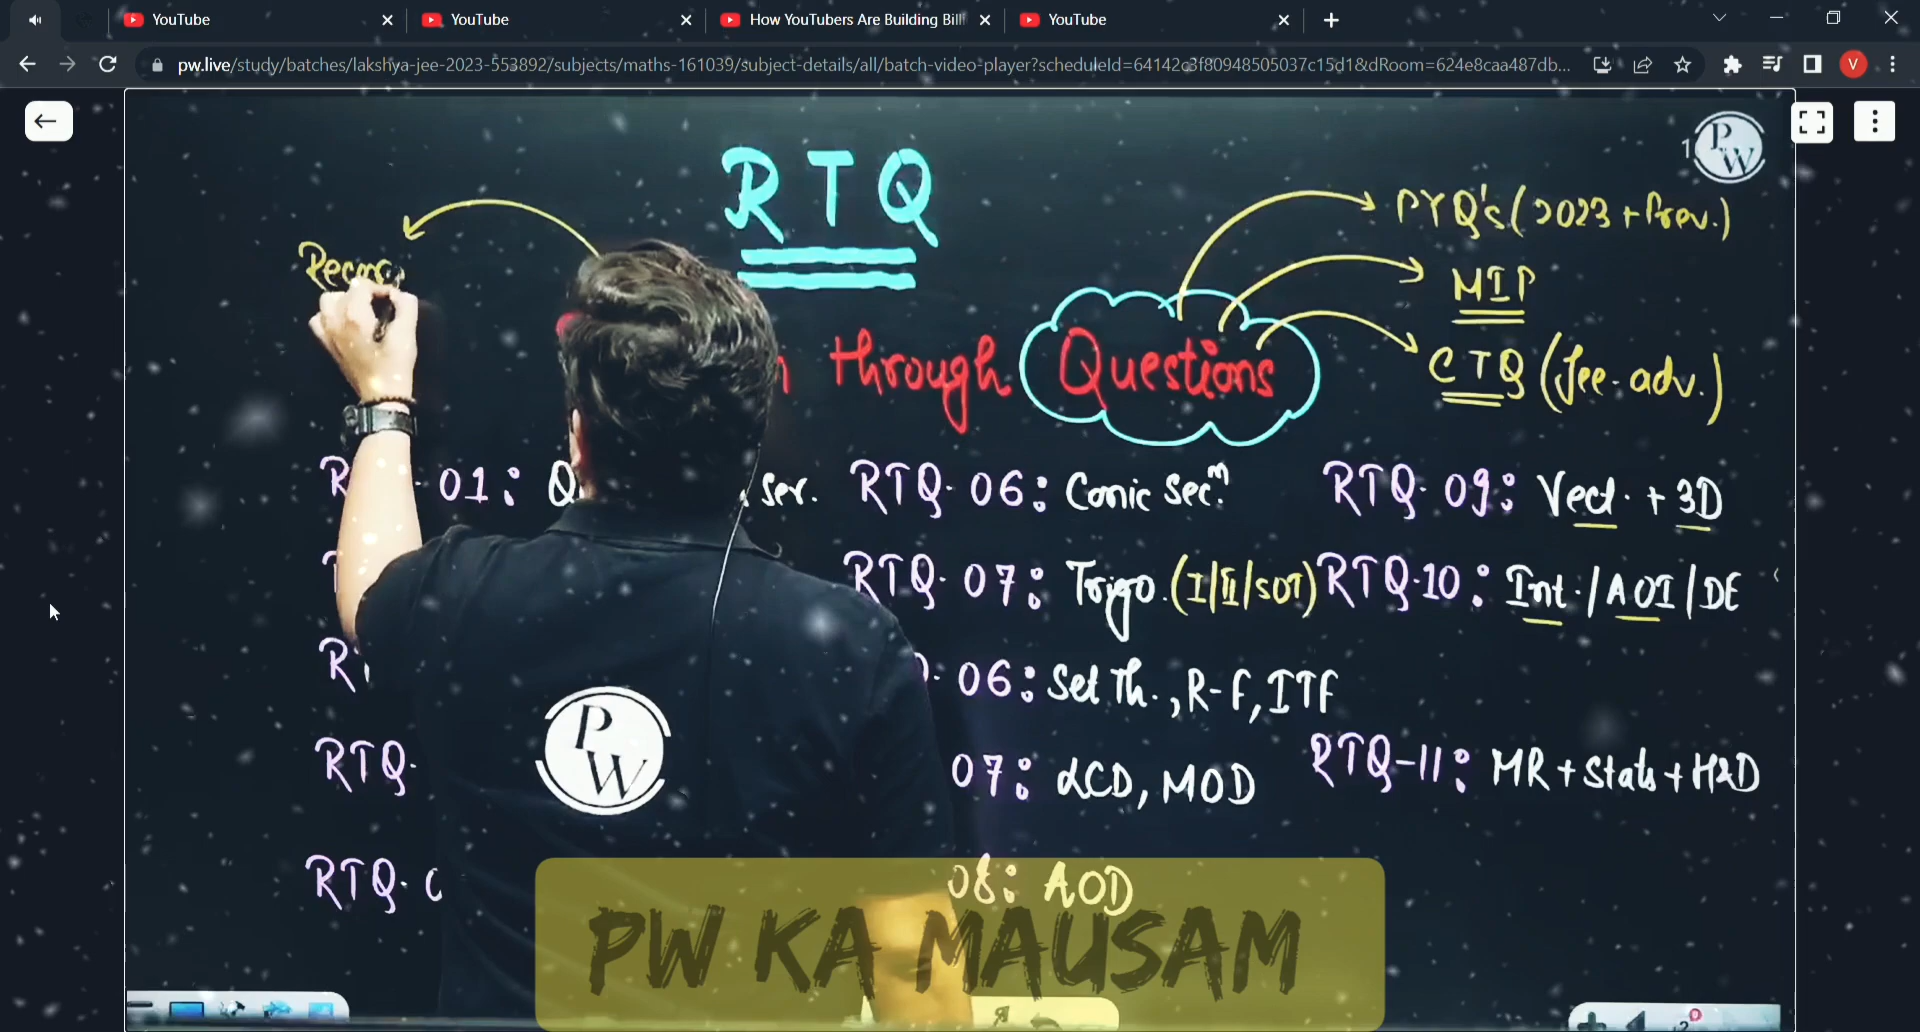 YouTube
YouTube
How YouTubers Are Building Bill
YouTube
pw.live/study/batches/lakshya-jee-2023-553892/subjects/maths-161039/subject-details/all/batch-video-player?scheduleId=64142c3f80948505037c15d1&dRoom=624e8caa487db...
V
RTQ
PW
PYQ's (2023 + Prev.)
MIP
CTQ (Jee. adv.)
through Questions
01: Q ser.
RTQ. 06: Conic Secⁿ.
RTQ. 09: Vect. + 3D
RTQ. 07: Trigo. (I/II/SOT)
RTQ.10: Int./AOI/DE
06: Set Th., R-F, ITF
RTQ.
07: LCD, MOD
RTQ-11: MR + Stats + H&D
RTQ. 0
08: AOD
PW
PW KA MAUSAM